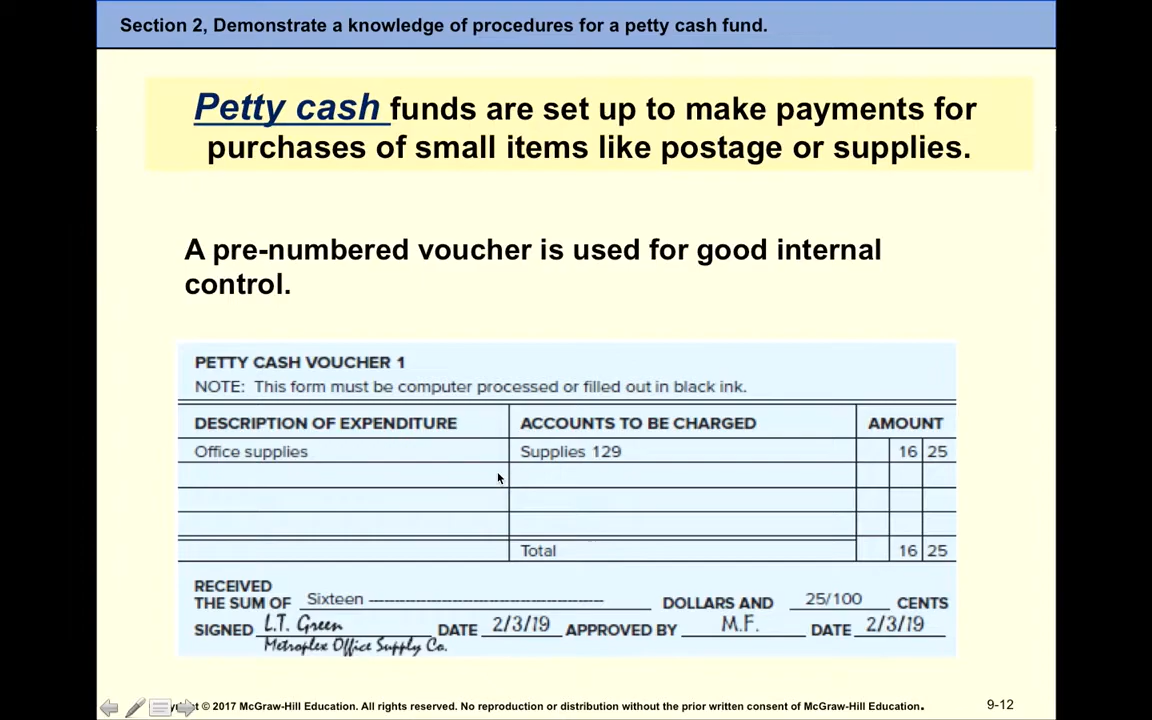 Section 2, Demonstrate a knowledge of procedures for a petty cash fund.
Petty cash funds are set up to make payments for
purchases of small items like postage or supplies.
A pre-numbered voucher is used for good internal
control.
PETTY CASH VOUCHER 1
NOTE: This form must be computer processed or filled out in black ink.
DESCRIPTION OF EXPENDITURE ACCOUNTS TO BE CHARGED AMOUNT
Office supplies Supplies 129 16 25
Total 16 25
RECEIVED
THE SUM OF Sixteen DOLLARS AND 25/100 CENTS
SIGNED L.T. Green DATE 2/3/19 APPROVED BY M.F. DATE 2/3/19
Metroplex Office Supply Co.
© 2017 McGraw-Hill Education. All rights reserved. No reproduction or distribution without the prior written consent of McGraw-Hill Education.
9-12